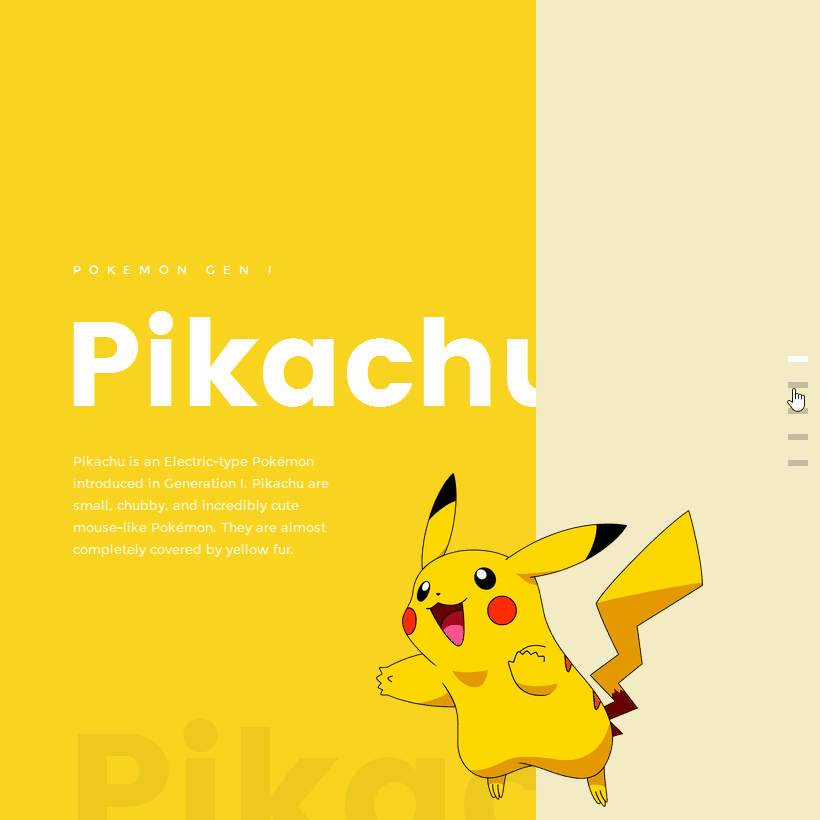 POKEMON GEN I
Pikachu
Pikachu is an Electric-type Pokémon
introduced in Generation I. Pikachu are
small, chubby, and incredibly cute
mouse-like Pokémon. They are almost
completely covered by yellow fur.
Pikac